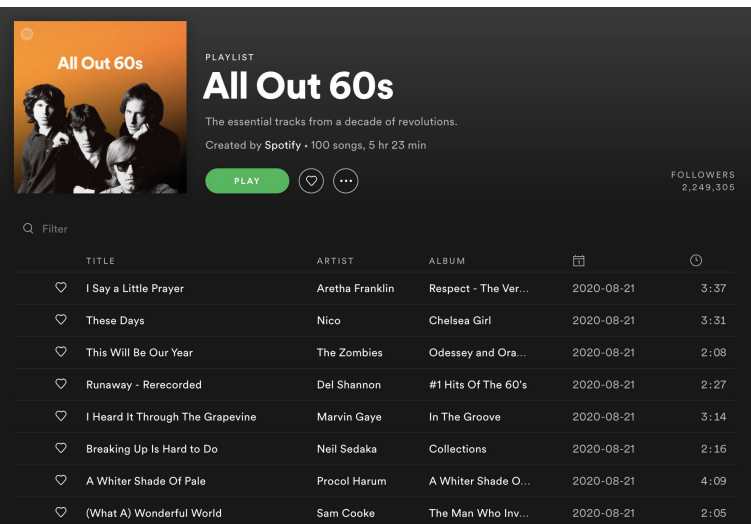 All Out 60s
PLAYLIST
All Out 60s
The essential tracks from a decade of revolutions.
Created by Spotify • 100 songs, 5 hr 23 min
PLAY
FOLLOWERS
2,249,305
Filter
TITLE ARTIST ALBUM
I Say a Little Prayer Aretha Franklin Respect - The Ver... 2020-08-21 3:37
These Days Nico Chelsea Girl 2020-08-21 3:31
This Will Be Our Year The Zombies Odessey and Ora... 2020-08-21 2:08
Runaway - Rerecorded Del Shannon #1 Hits Of The 60's 2020-08-21 2:27
I Heard It Through The Grapevine Marvin Gaye In The Groove 2020-08-21 3:14
Breaking Up Is Hard to Do Neil Sedaka Collections 2020-08-21 2:16
A Whiter Shade Of Pale Procol Harum A Whiter Shade O... 2020-08-21 4:09
(What A) Wonderful World Sam Cooke The Man Who Inv... 2020-08-21 2:05